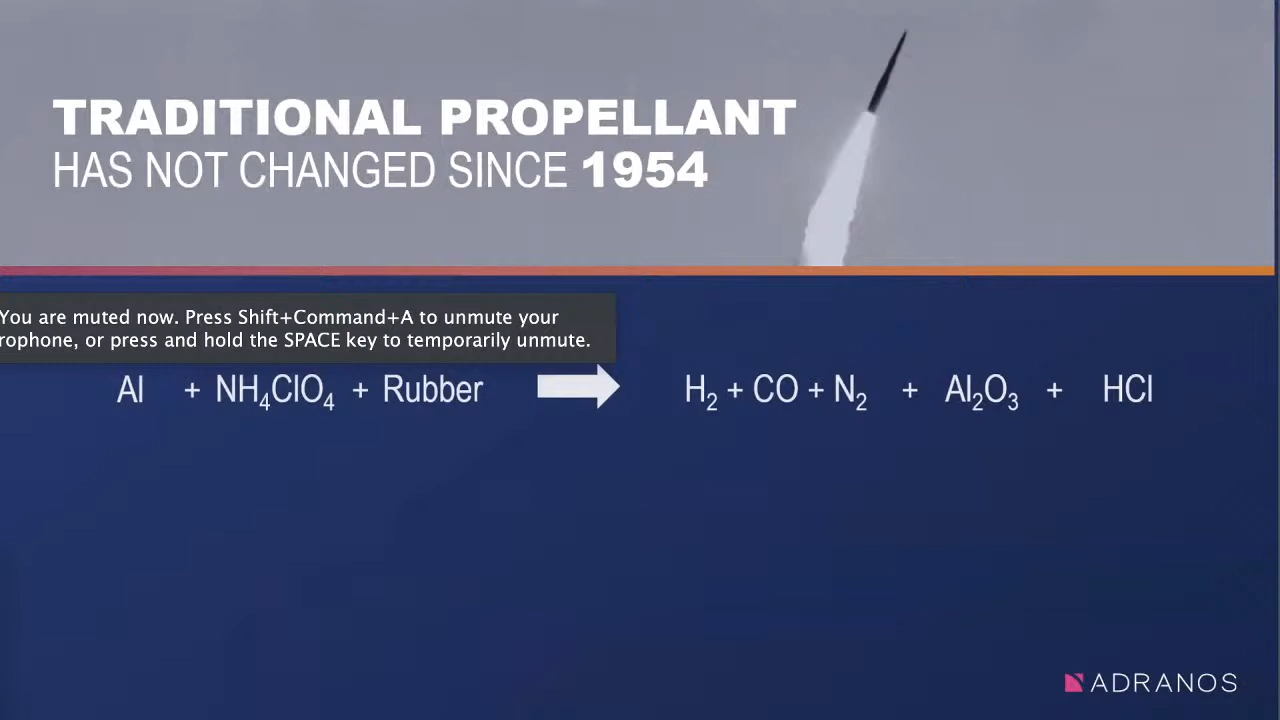 TRADITIONAL PROPELLANT
HAS NOT CHANGED SINCE 1954
You are muted now. Press Shift+Command+A to unmute your
rophone, or press and hold the SPACE key to temporarily unmute.
Al + NH₄ClO₄ + Rubber H₂ + CO + N₂ + Al₂O₃ + HCl
ADRANOS